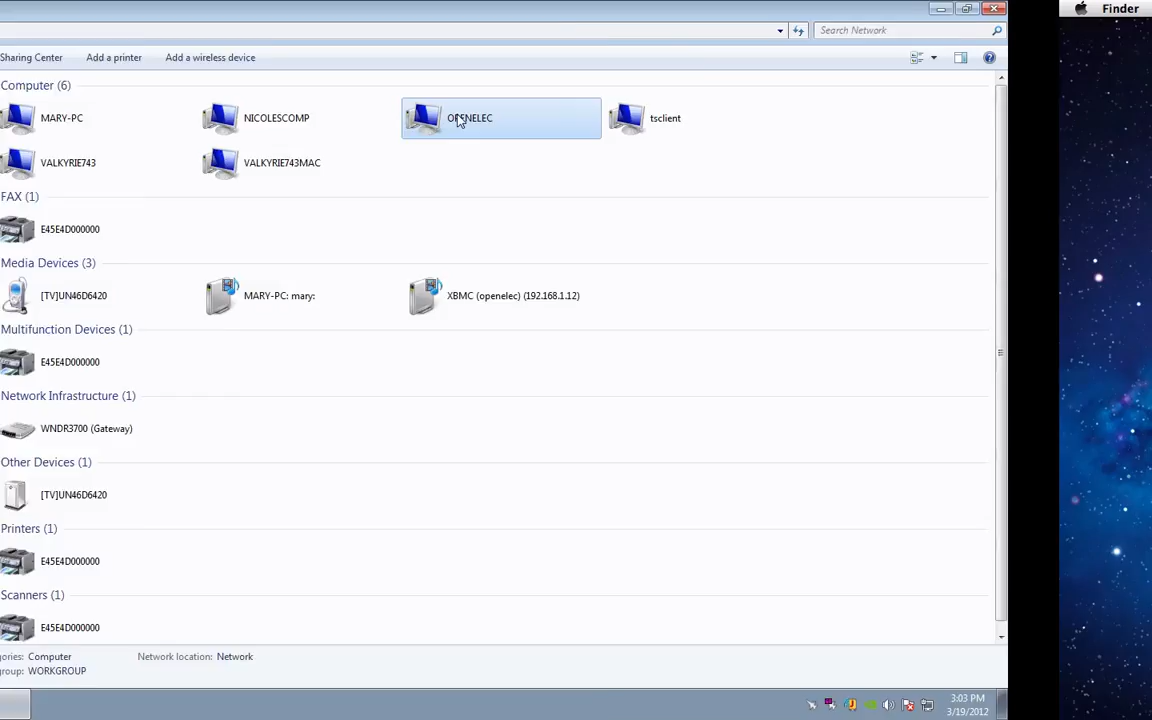 Finder
Search Network
Sharing Center Add a printer Add a wireless device
Computer (6)
MARY-PC NICOLESCOMP OPENELEC tsclient
VALKYRIE743 VALKYRIE743MAC
FAX (1)
E45E4D000000
Media Devices (3)
[TV]UN46D6420 MARY-PC: mary: XBMC (openelec) (192.168.1.12)
Multifunction Devices (1)
E45E4D000000
Network Infrastructure (1)
WNDR3700 (Gateway)
Other Devices (1)
[TV]UN46D6420
Printers (1)
E45E4D000000
Scanners (1)
E45E4D000000
ories: Computer Network location: Network
group: WORKGROUP
3:03 PM
3/19/2012